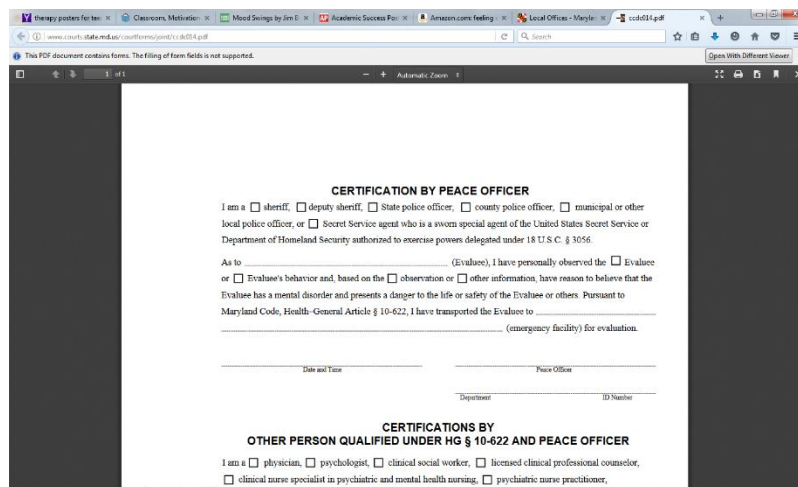 therapy posters for tee
Classroom, Motivation
Mood Swings by Jim B
Academic Success Pos
Amazon.com: feeling
Local Offices - Marylan
ccdc014.pdf
www.courts.state.md.us/courtforms/joint/ccdc014.pdf
Search
This PDF document contains forms. The filling of form fields is not supported.
Open With Different Viewer
1 of 1
Automatic Zoom
CERTIFICATION BY PEACE OFFICER
I am a sheriff, deputy sheriff, State police officer, county police officer, municipal or other
local police officer, or Secret Service agent who is a sworn special agent of the United States Secret Service or
Department of Homeland Security authorized to exercise powers delegated under 18 U.S.C. § 3056.
As to (Evaluee), I have personally observed the Evaluee
or Evaluee's behavior and, based on the observation or other information, have reason to believe that the
Evaluee has a mental disorder and presents a danger to the life or safety of the Evaluee or others. Pursuant to
Maryland Code, Health–General Article § 10-622, I have transported the Evaluee to
(emergency facility) for evaluation.
Date and Time Peace Officer
Department ID Number
CERTIFICATIONS BY
OTHER PERSON QUALIFIED UNDER HG § 10-622 AND PEACE OFFICER
I am a physician, psychologist, clinical social worker, licensed clinical professional counselor,
clinical nurse specialist in psychiatric and mental health nursing, psychiatric nurse practitioner,